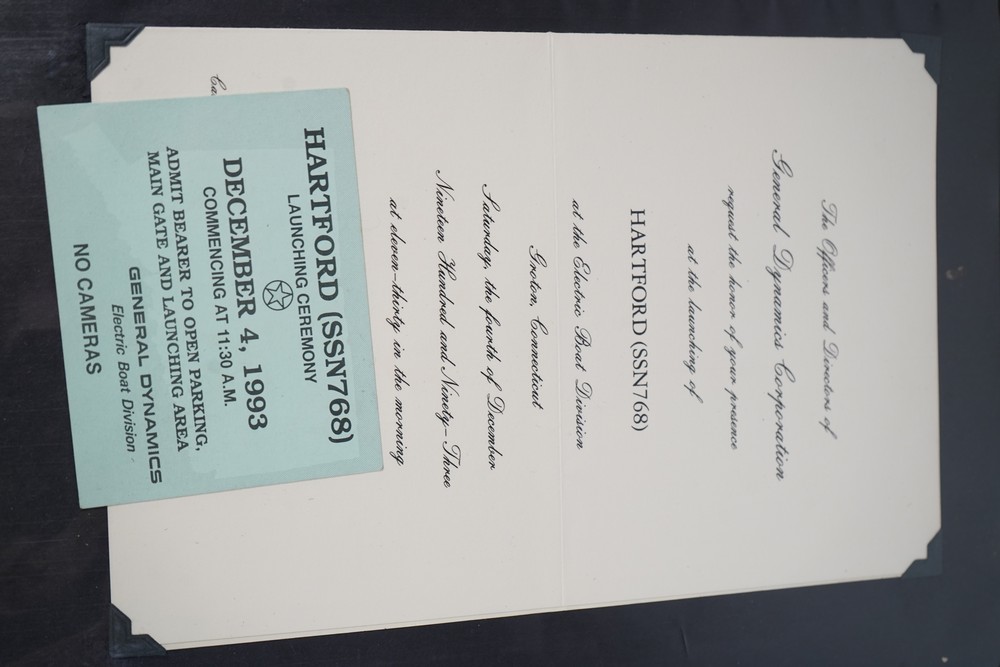 The Officers and Directors of
General Dynamics Corporation
request the honor of your presence
at the launching of
HARTFORD (SSN768)
at the Electric Boat Division
Groton, Connecticut
Saturday, the fourth of December
Nineteen Hundred and Ninety-Three
at eleven-thirty in the morning
HARTFORD (SSN768)
LAUNCHING CEREMONY
DECEMBER 4, 1993
COMMENCING AT 11:30 A.M.
ADMIT BEARER TO OPEN PARKING,
MAIN GATE AND LAUNCHING AREA
GENERAL DYNAMICS
Electric Boat Division
NO CAMERAS